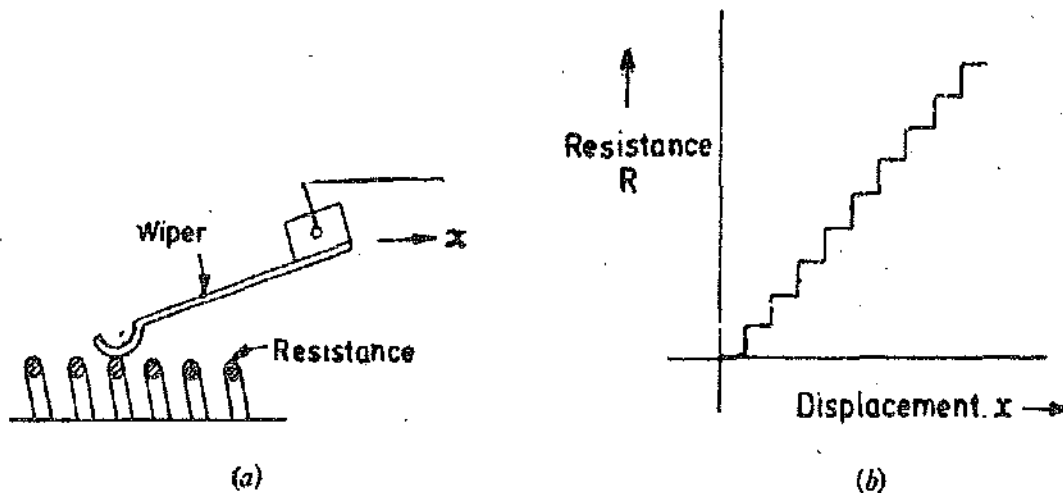 Wiper
x
Resistance
(a)
Resistance
R
Displacement. x
(b)